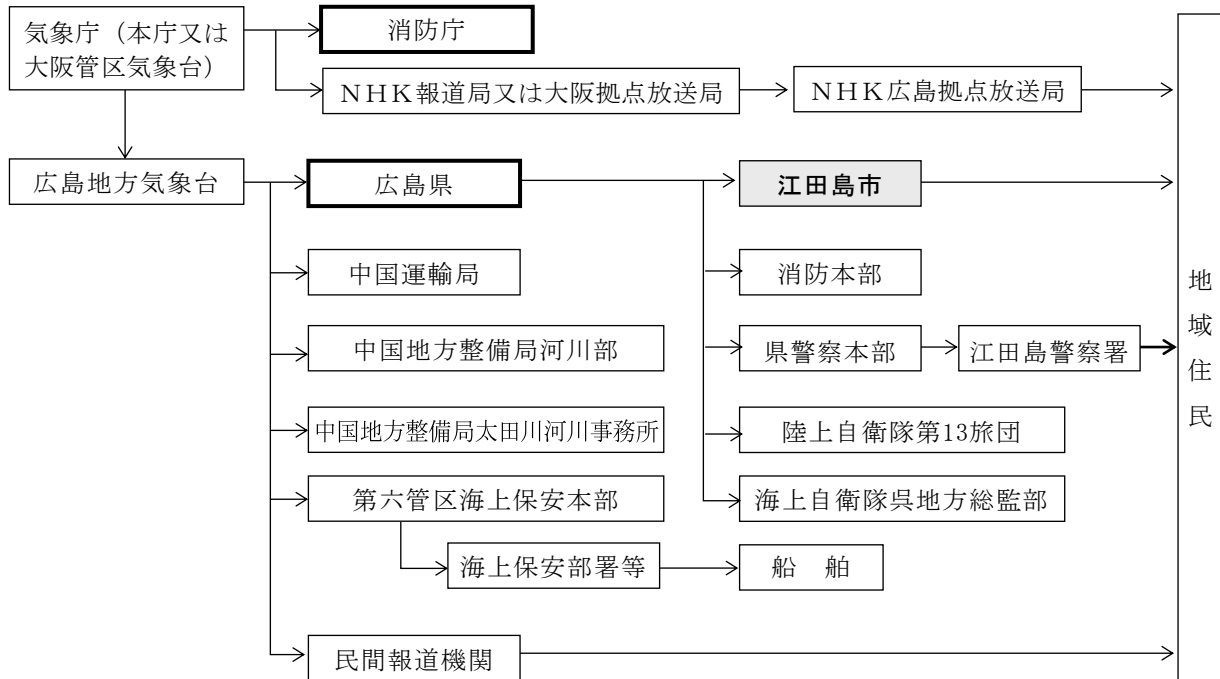 気象庁（本庁又は
大阪管区気象台）
消防庁
ＮＨＫ報道局又は大阪拠点放送局
ＮＨＫ広島拠点放送局
広島地方気象台
広島県
江田島市
中国運輸局
消防本部
中国地方整備局河川部
県警察本部
江田島警察署
中国地方整備局太田川河川事務所
陸上自衛隊第13旅団
第六管区海上保安本部
海上自衛隊呉地方総監部
海上保安部署等
船　舶
民間報道機関
地域住民